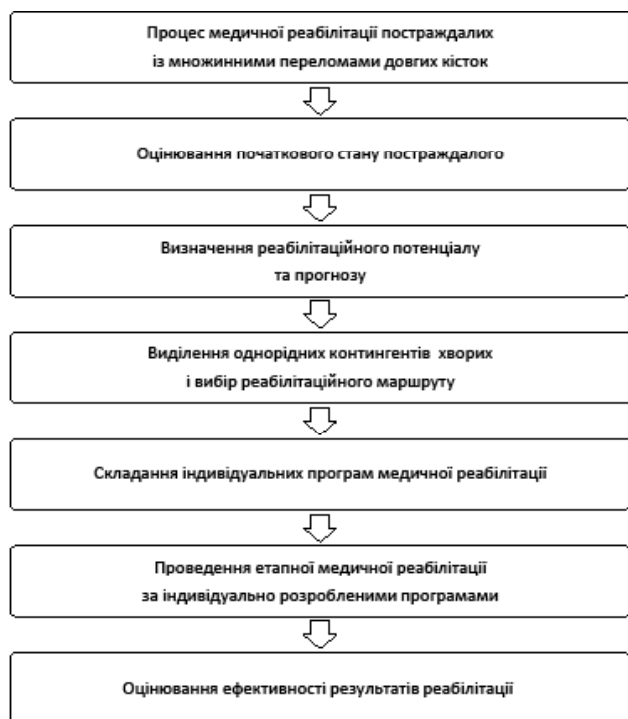 Процес медичної реабілітації постраждалих
із множинними переломами довгих кісток
Оцінювання початкового стану постраждалого
Визначення реабілітаційного потенціалу
та прогнозу
Виділення однорідних контингентів хворих
і вибір реабілітаційного маршруту
Складання індивідуальних програм медичної реабілітації
Проведення етапної медичної реабілітації
за індивідуально розробленими програмами
Оцінювання ефективності результатів реабілітації